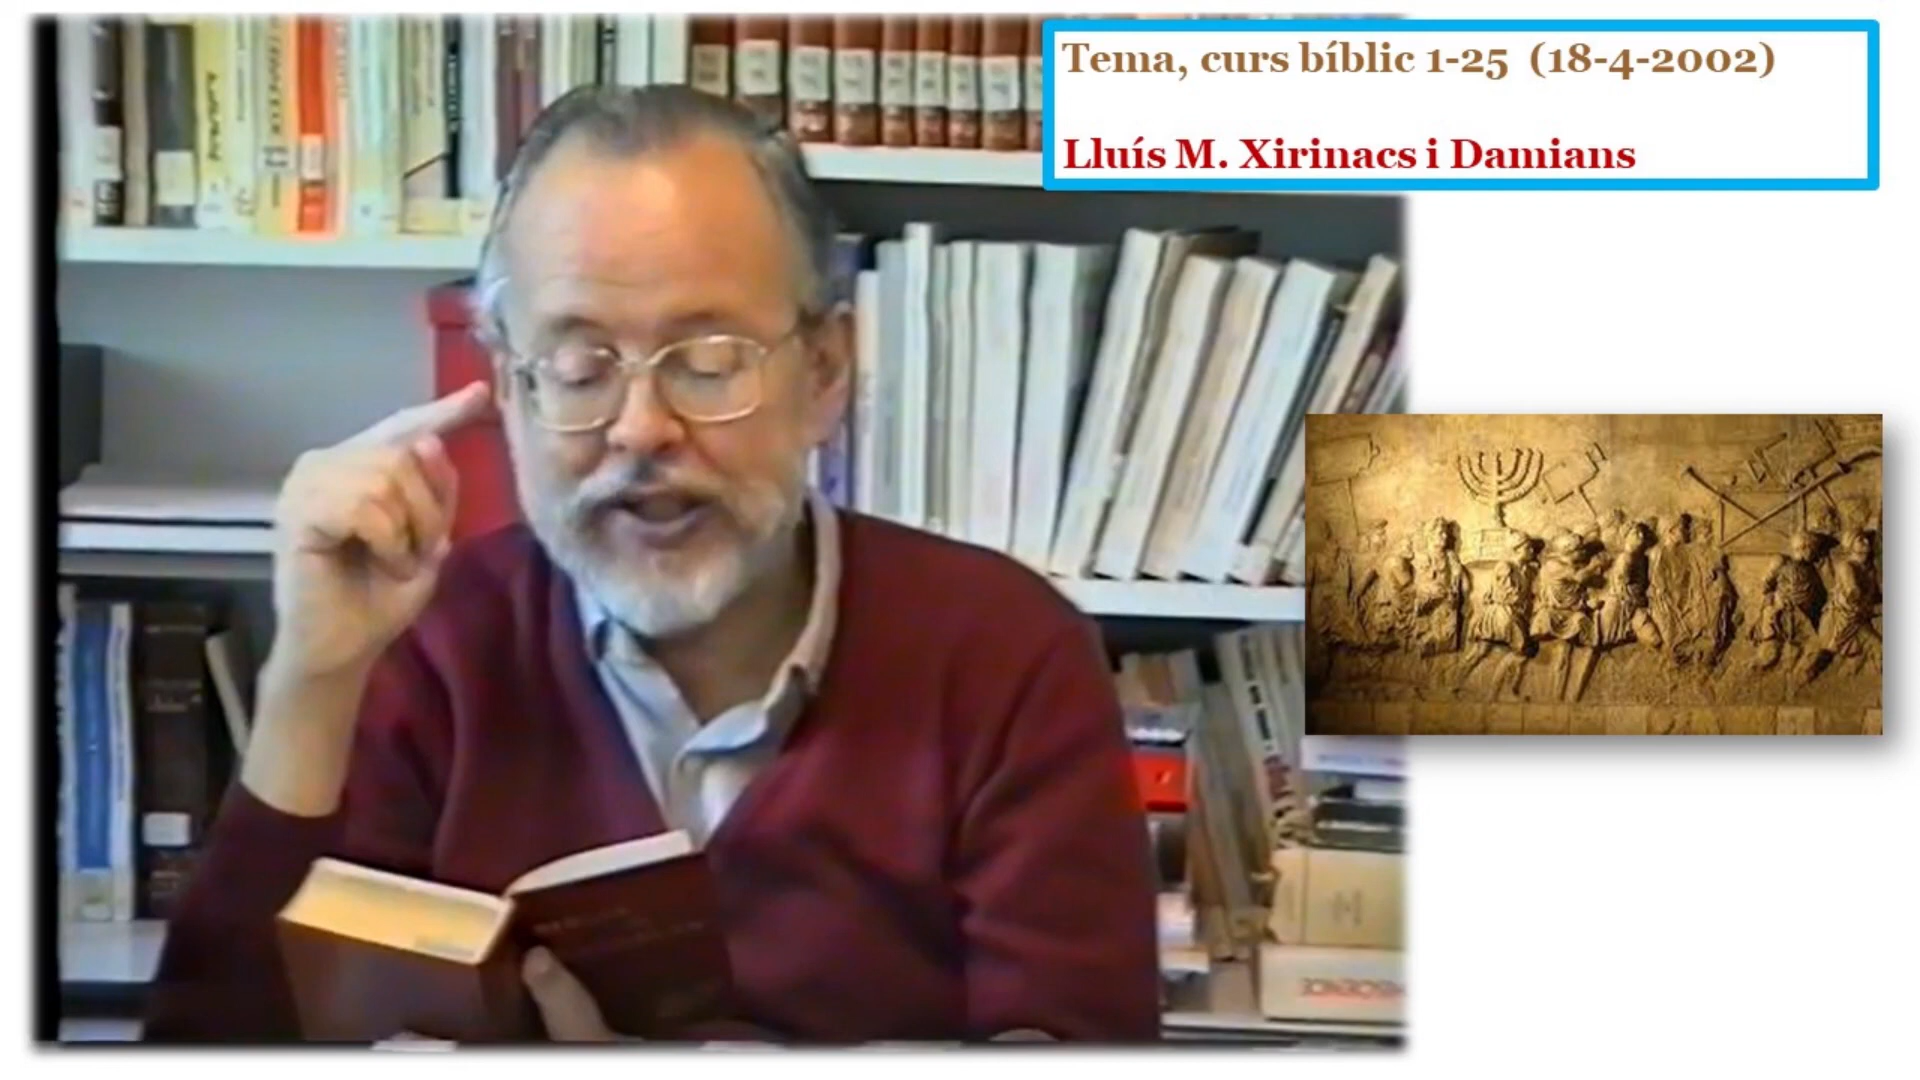 Tema, curs bíblic 1-25 (18-4-2002)
Lluís M. Xirinacs i Damians